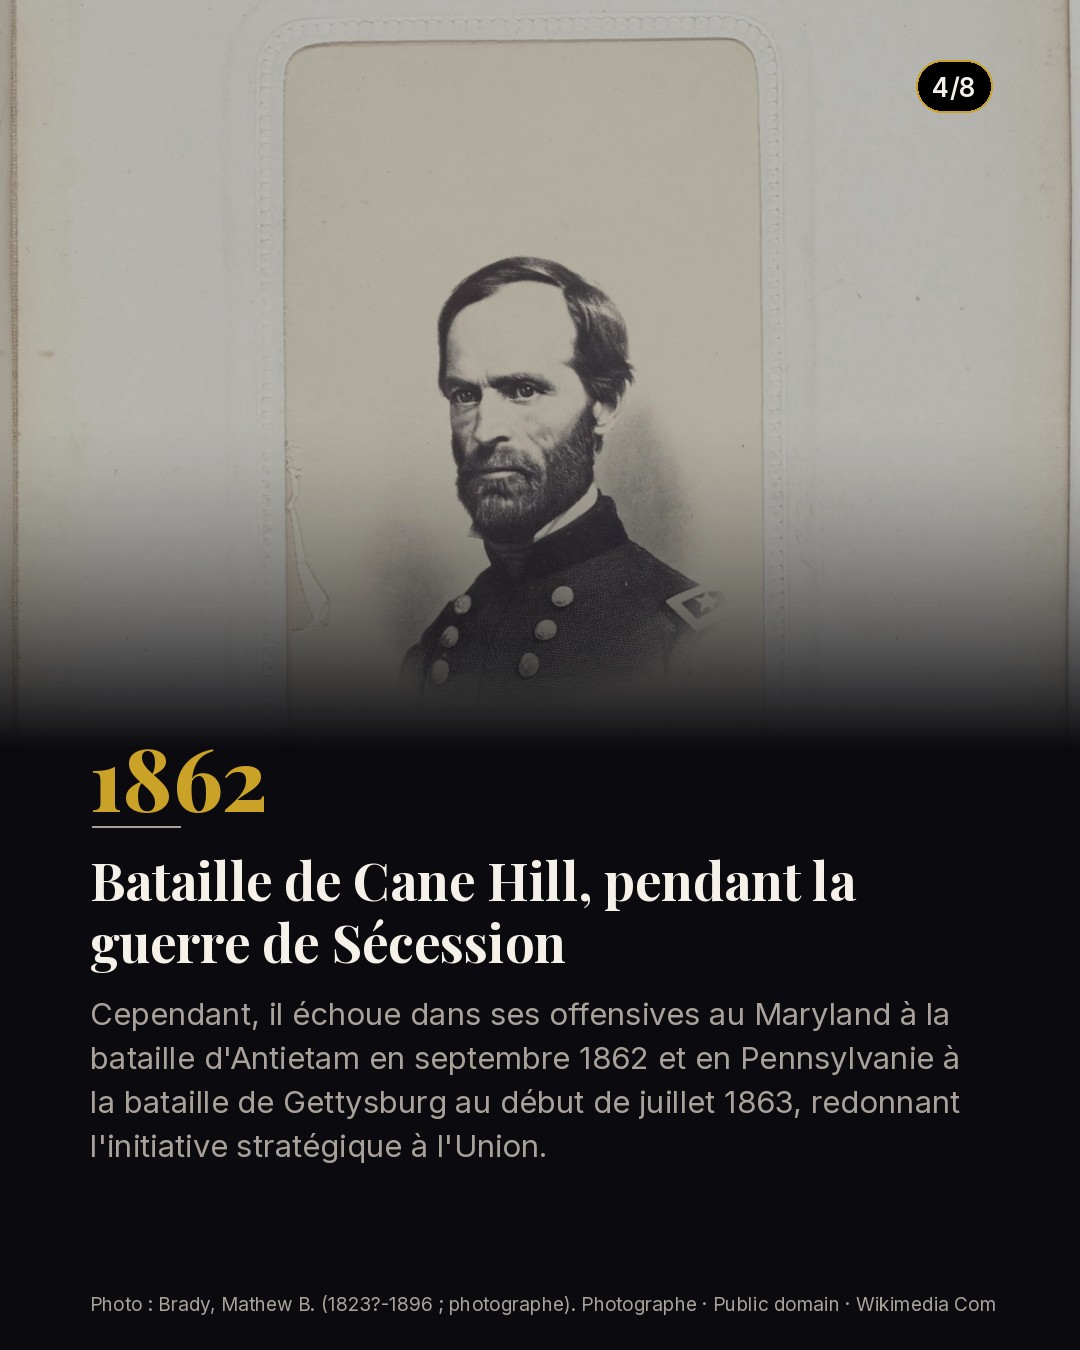 4/8
1862
Bataille de Cane Hill, pendant la
guerre de Sécession
Cependant, il échoue dans ses offensives au Maryland à la
bataille d'Antietam en septembre 1862 et en Pennsylvanie à
la bataille de Gettysburg au début de juillet 1863, redonnant
l'initiative stratégique à l'Union.
Photo : Brady, Mathew B. (1823?-1896 ; photographe). Photographe · Public domain · Wikimedia Com